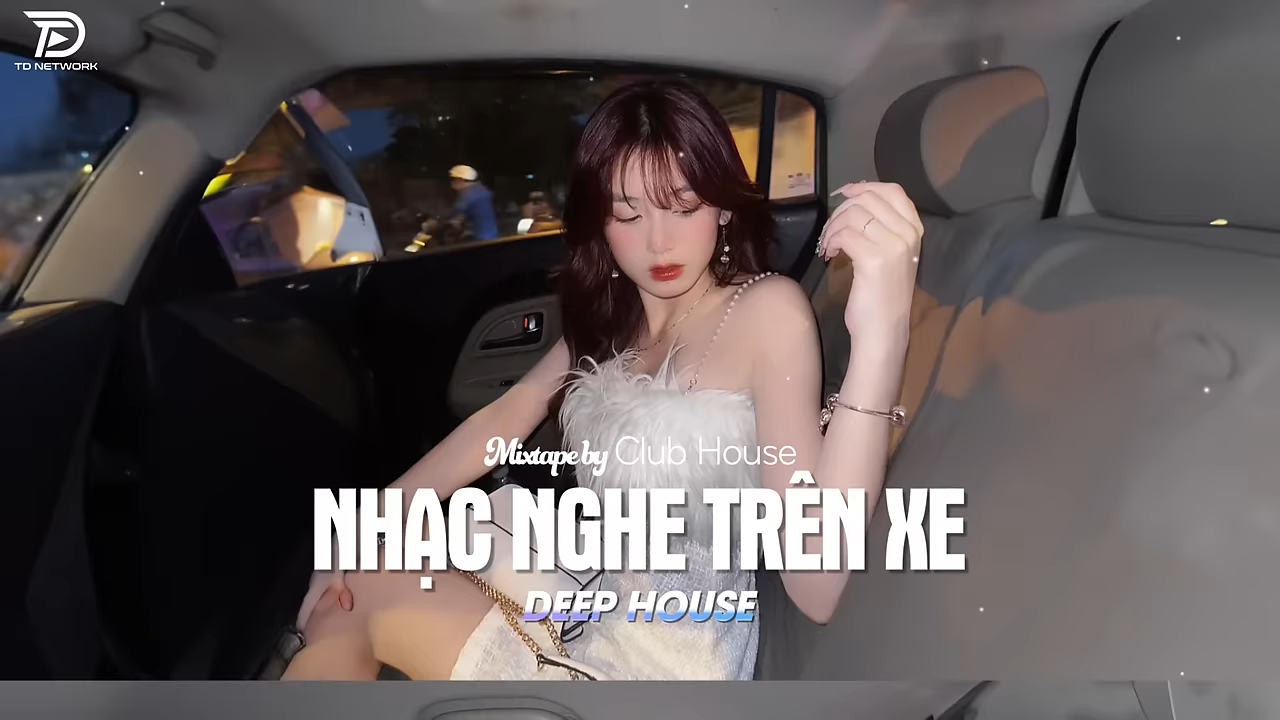 TD NETWORK
Mixtape by Club House
NHẠC NGHE TRÊN XE
DEEP HOUSE